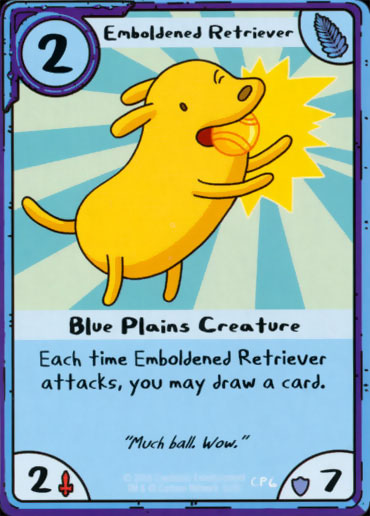 2
Emboldened Retriever
Blue Plains Creature
Each time Emboldened Retriever
attacks, you may draw a card.
"Much ball. Wow."
2
CP6
7